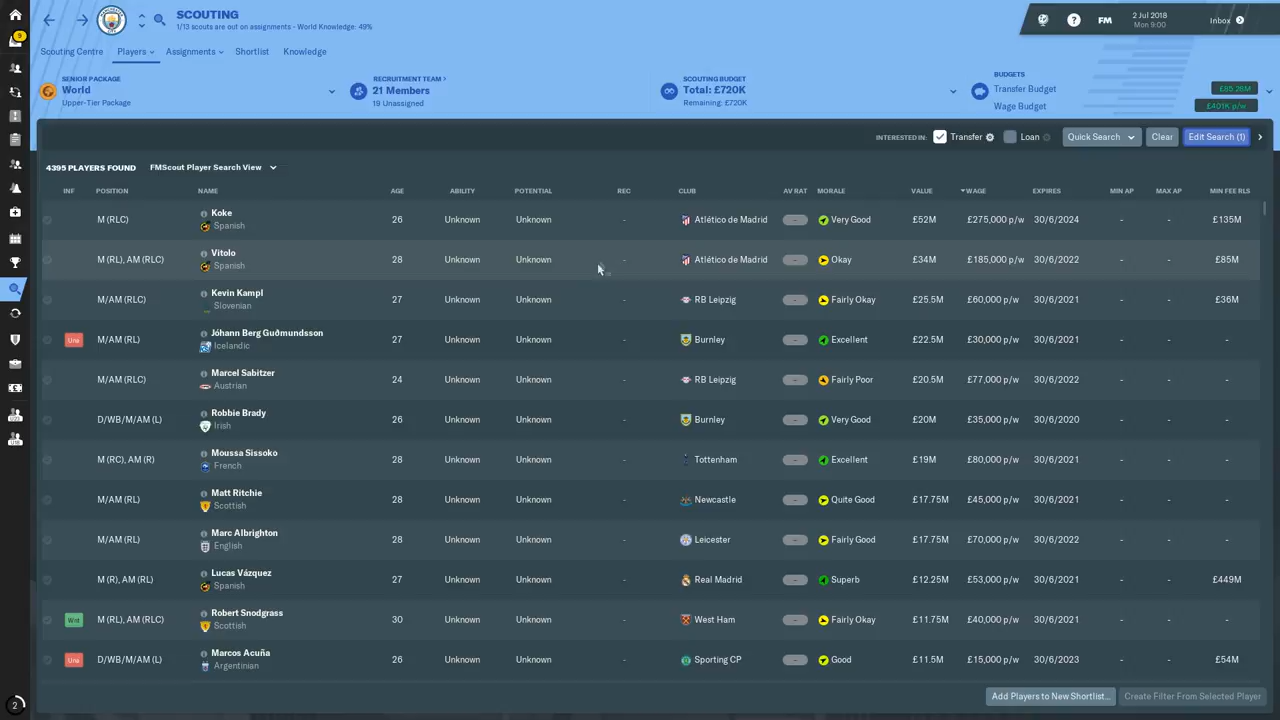 SCOUTING
1/13 scouts are out on assignments - World Knowledge: 49%
FM
2 Jul 2018
Mon 9:00
Inbox
9
Scouting Centre Players Assignments Shortlist Knowledge
SENIOR PACKAGE
World
Upper-Tier Package
RECRUITMENT TEAM >
21 Members
19 Unassigned
SCOUTING BUDGET
Total: £720K
Remaining: £720K
BUDGETS
Transfer Budget £85.28M
Wage Budget £401K p/w
INTERESTED IN: Transfer Loan Quick Search Clear Edit Search (1)
4395 PLAYERS FOUND FMScout Player Search View
INF POSITION NAME AGE ABILITY POTENTIAL REC CLUB AV RAT MORALE VALUE WAGE EXPIRES MIN AP MAX AP MIN FEE RLS
M (RLC) Koke 26 Unknown Unknown - Atlético de Madrid - Very Good £52M £275,000 p/w 30/6/2024 - - £135M
Spanish
M (RL), AM (RLC) Vitolo 28 Unknown Unknown - Atlético de Madrid - Okay £34M £185,000 p/w 30/6/2022 - - £85M
Spanish
M/AM (RLC) Kevin Kampl 27 Unknown Unknown - RB Leipzig - Fairly Okay £25.5M £60,000 p/w 30/6/2021 - - £36M
Slovenian
Uns M/AM (RL) Jóhann Berg Guðmundsson 27 Unknown Unknown - Burnley - Excellent £22.5M £30,000 p/w 30/6/2021 - - -
Icelandic
M/AM (RLC) Marcel Sabitzer 24 Unknown Unknown - RB Leipzig - Fairly Poor £20.5M £77,000 p/w 30/6/2022 - - -
Austrian
D/WB/M/AM (L) Robbie Brady 26 Unknown Unknown - Burnley - Very Good £20M £35,000 p/w 30/6/2020 - - -
Irish
M (RC), AM (R) Moussa Sissoko 28 Unknown Unknown - Tottenham - Excellent £19M £80,000 p/w 30/6/2021 - - -
French
M/AM (RL) Matt Ritchie 28 Unknown Unknown - Newcastle - Quite Good £17.75M £45,000 p/w 30/6/2021 - - -
Scottish
M/AM (RL) Marc Albrighton 28 Unknown Unknown - Leicester - Fairly Good £17.75M £70,000 p/w 30/6/2022 - - -
English
M (R), AM (RL) Lucas Vázquez 27 Unknown Unknown - Real Madrid - Superb £12.25M £53,000 p/w 30/6/2021 - - £449M
Spanish
Wnt M (RL), AM (RLC) Robert Snodgrass 30 Unknown Unknown - West Ham - Fairly Okay £11.75M £40,000 p/w 30/6/2021 - - -
Scottish
Uns D/WB/M/AM (L) Marcos Acuña 26 Unknown Unknown - Sporting CP - Good £11.5M £15,000 p/w 30/6/2023 - - £54M
Argentinian
Add Players to New Shortlist... Create Filter From Selected Player
2